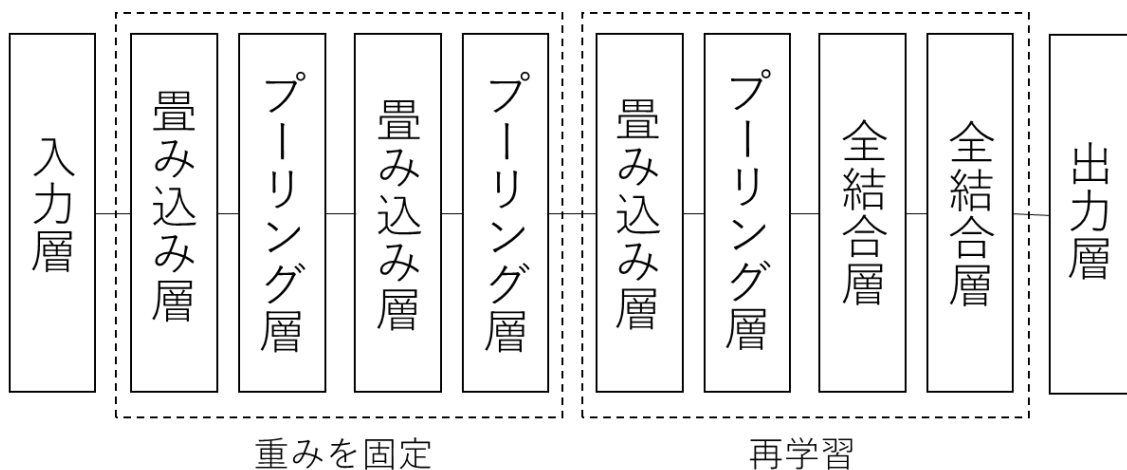 入力層
畳み込み層
プーリング層
畳み込み層
プーリング層
畳み込み層
プーリング層
全結合層
全結合層
出力層
重みを固定
再学習